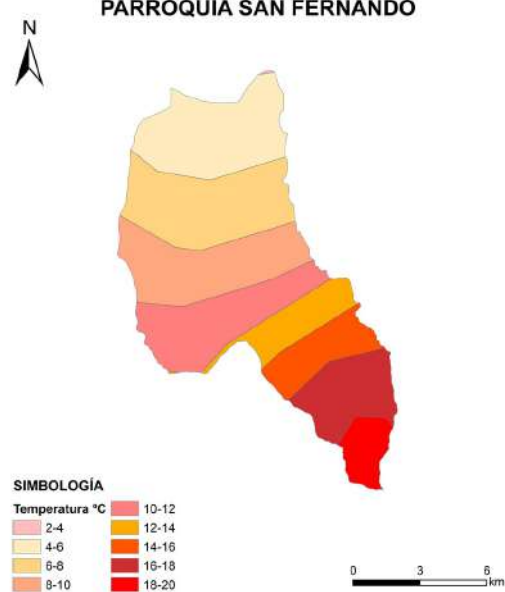 PARROQUIA SAN FERNANDO
N
SIMBOLOGÍA
Temperatura °C
2-4
4-6
6-8
8-10
10-12
12-14
14-16
16-18
18-20
0 3 6
km